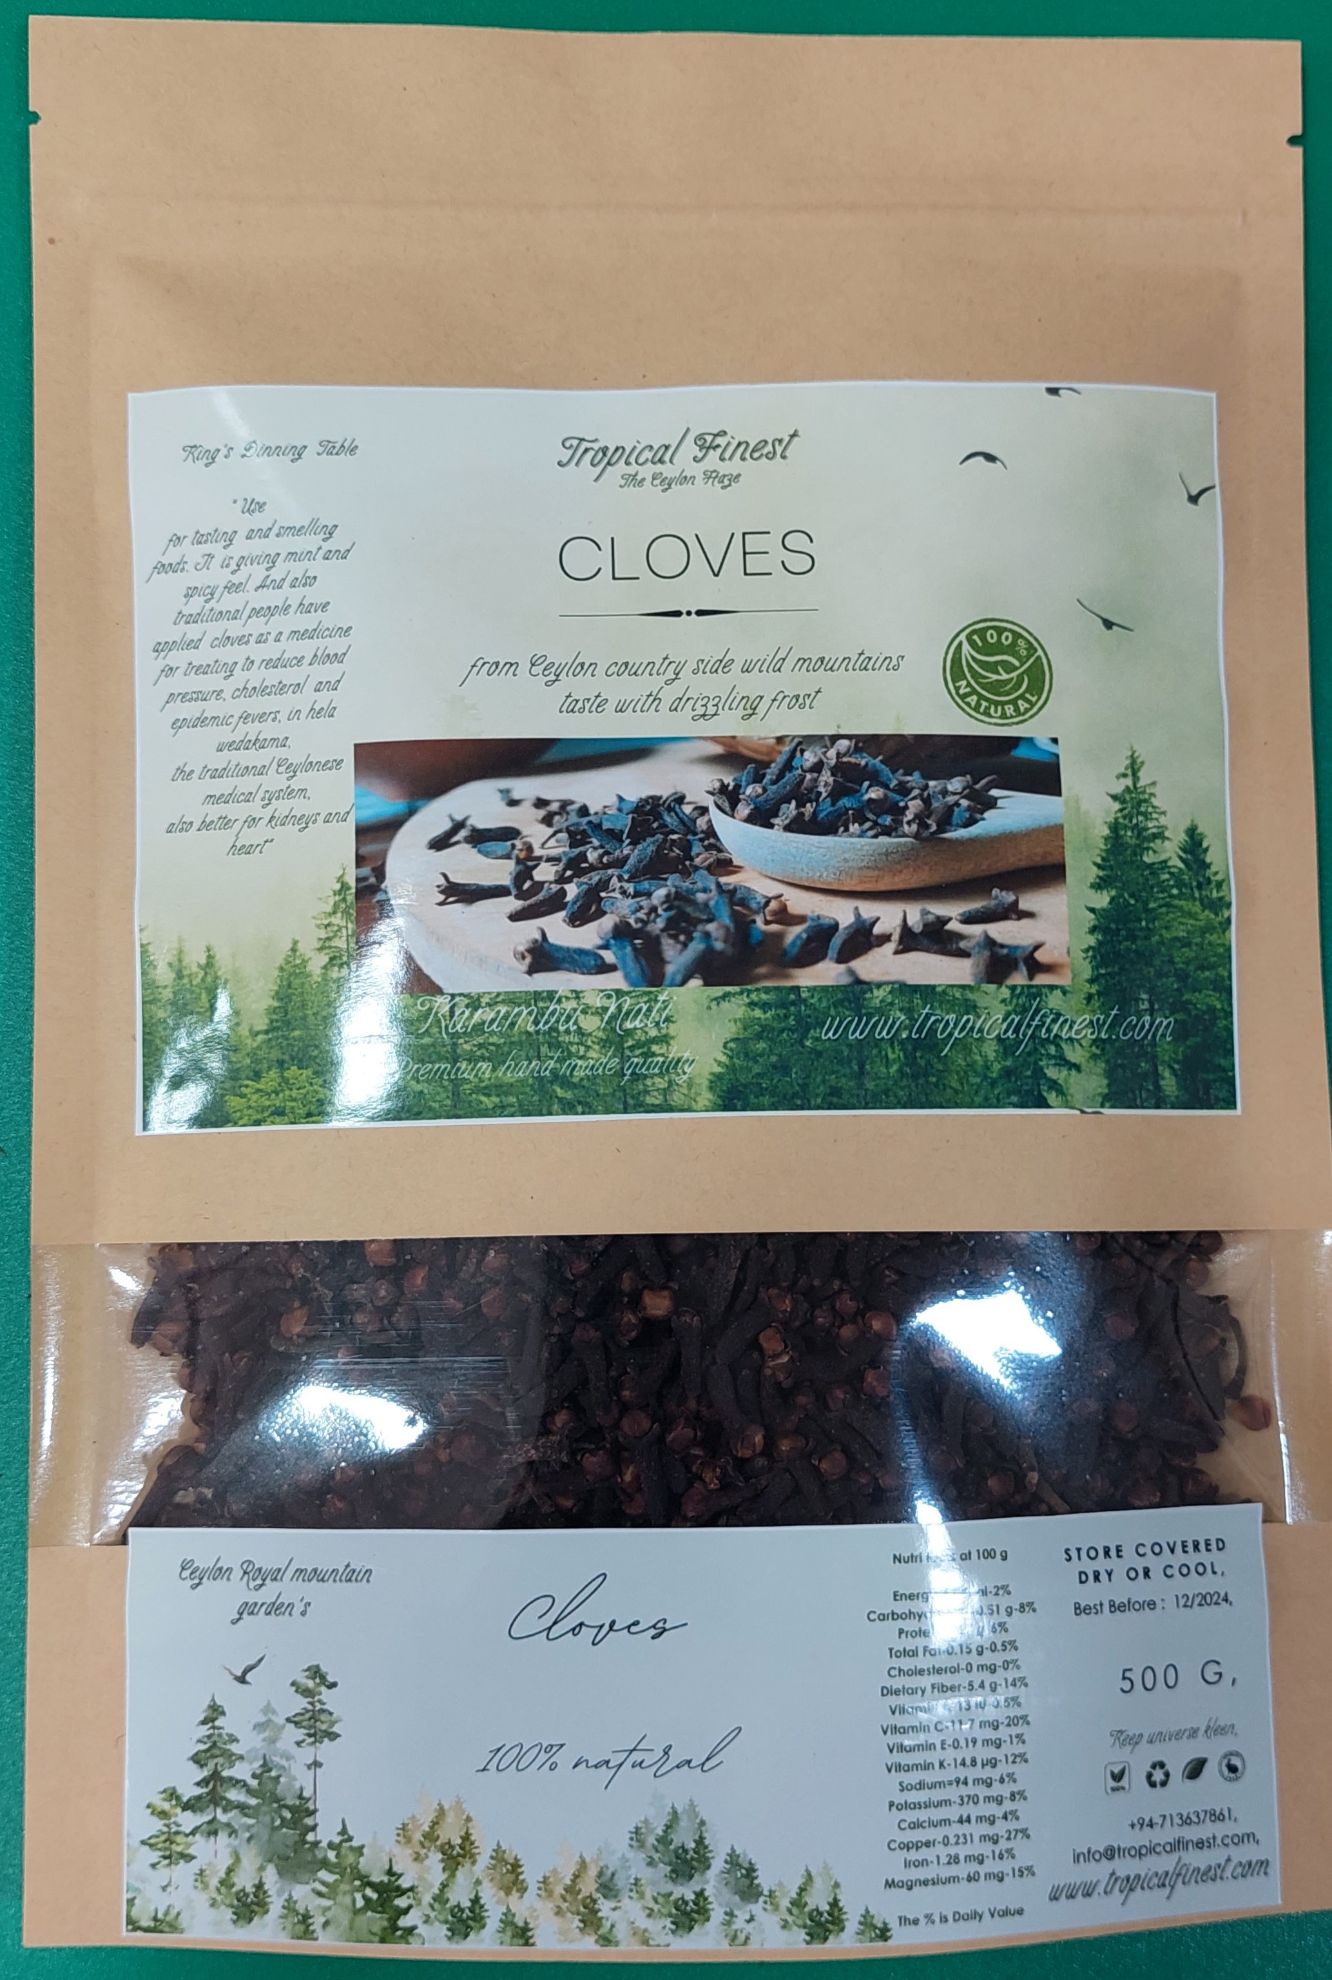 King's Dinning Table
" Use
for tasting and smelling
foods. It is giving mint and
spicy feel. And also
traditional people have
applied cloves as a medicine
for treating to reduce blood
pressure, cholesterol and
epidemic fevers, in hela
wedakama,
the traditional Ceylonese
medical system,
also better for kidneys and
heart"
Tropical Finest
The Ceylon Haze
CLOVES
from Ceylon country side wild mountains
taste with drizzling frost
100%
NATURAL
Karambu Nati
Premium hand made quality
www.tropicalfinest.com
Ceylon Royal mountain
garden's
Cloves
100% natural
at 100 g
-2%
g-8%
6%
Total g-0.5%
Cholesterol-0 mg-0%
Dietary Fiber-5.4 g-14%
Vitamin C-11.7 mg-20%
Vitamin E-0.19 mg-1%
Vitamin K-14.8 µg-12%
Sodium=94 mg-6%
Potassium-370 mg-8%
Calcium-44 mg-4%
Copper-0.231 mg-27%
Iron-1.28 mg-16%
Magnesium-60 mg-15%
The % is Daily Value
STORE COVERED
DRY OR COOL,
Best Before : 12/2024,
500 G,
Keep universe kleen,
+94-713637861,
info@tropicalfinest.com,
www.tropicalfinest.com